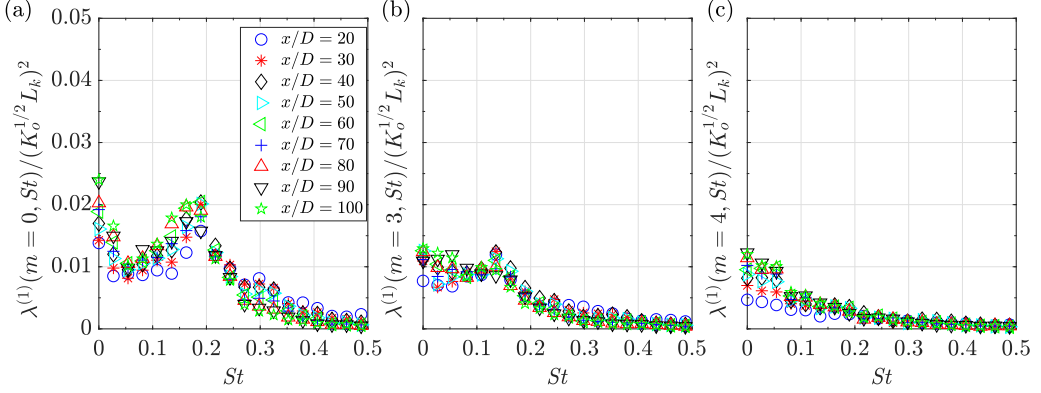 (a)
0.05
0.04
0.03
0.02
0.01
0
0
0.1
0.2
0.3
0.4
0.5
St
λ^{(1)}(m = 0, St)/(K_o^{1/2} L_k)^2
x/D = 20
x/D = 30
x/D = 40
x/D = 50
x/D = 60
x/D = 70
x/D = 80
x/D = 90
x/D = 100
(b)
0
0.1
0.2
0.3
0.4
0.5
St
λ^{(1)}(m = 3, St)/(K_o^{1/2} L_k)^2
(c)
0
0.1
0.2
0.3
0.4
0.5
St
λ^{(1)}(m = 4, St)/(K_o^{1/2} L_k)^2